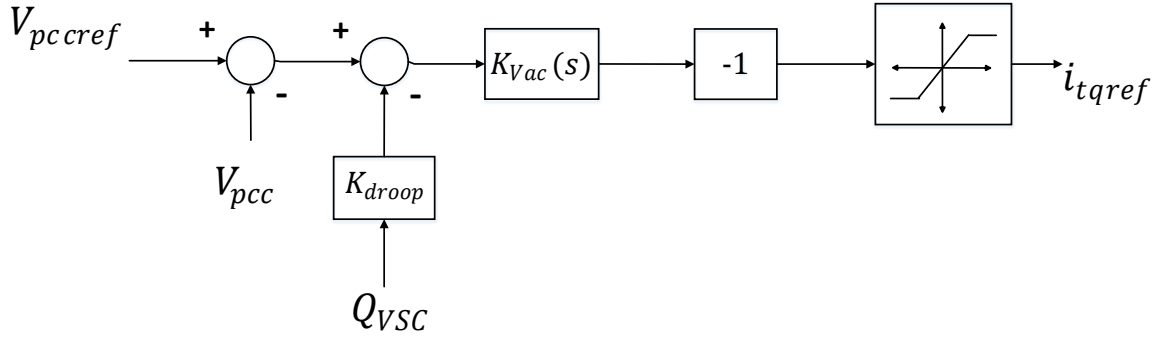 V_pccref
+
-
V_pcc
+
-
K_droop
Q_VSC
K_Vac(s)
-1
i_tqref